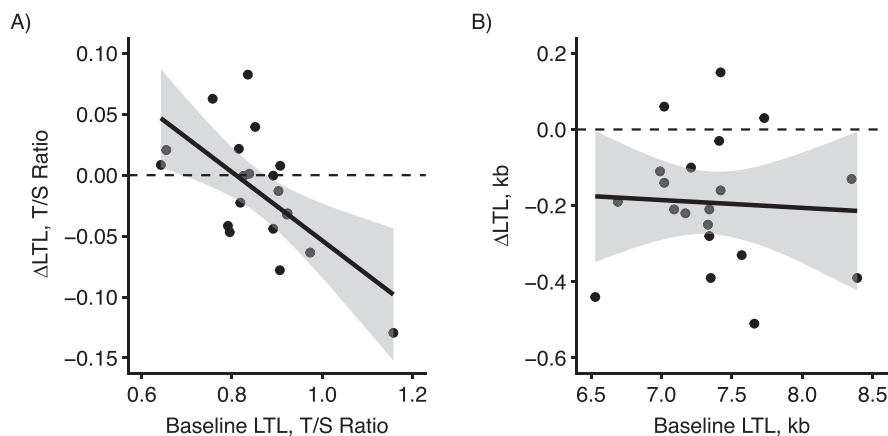 A)
ΔLTL, T/S Ratio
0.10
0.05
0.00
−0.05
−0.10
−0.15
0.6 0.8 1.0 1.2
Baseline LTL, T/S Ratio
B)
ΔLTL, kb
0.2
0.0
−0.2
−0.4
−0.6
6.5 7.0 7.5 8.0 8.5
Baseline LTL, kb